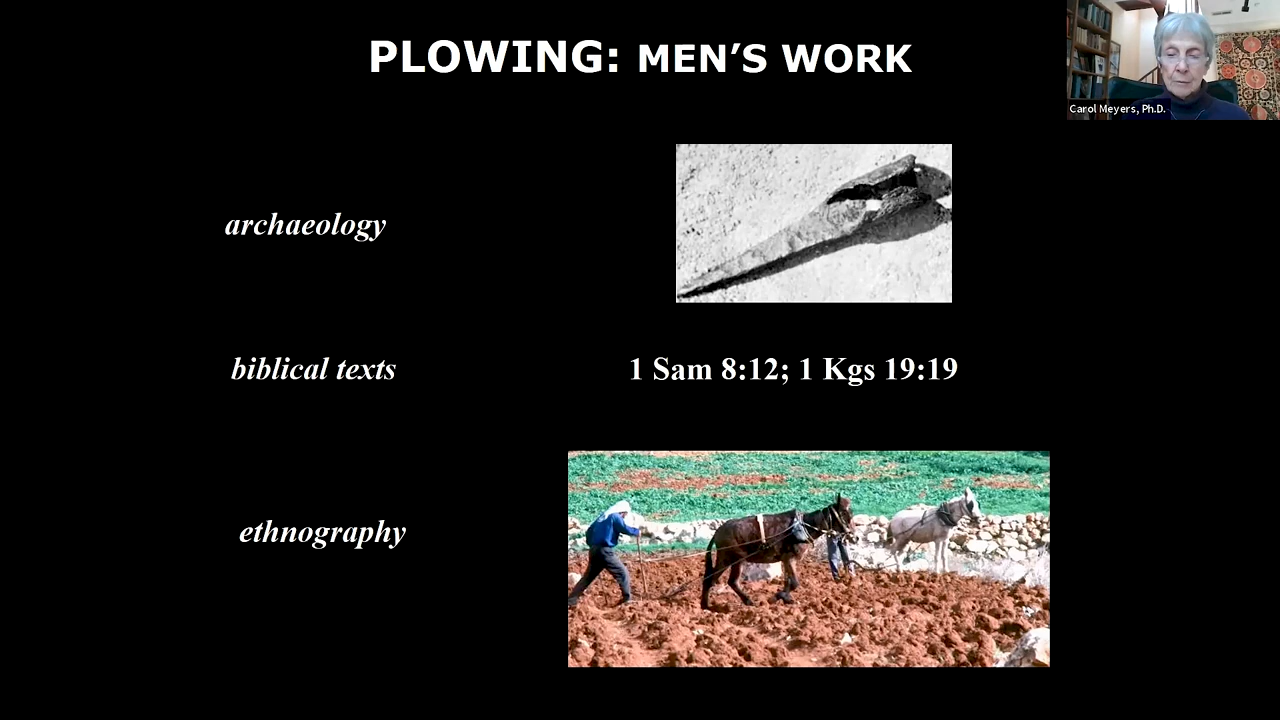 PLOWING: MEN’S WORK
Carol Meyers, Ph.D.
archaeology
biblical texts
1 Sam 8:12; 1 Kgs 19:19
ethnography